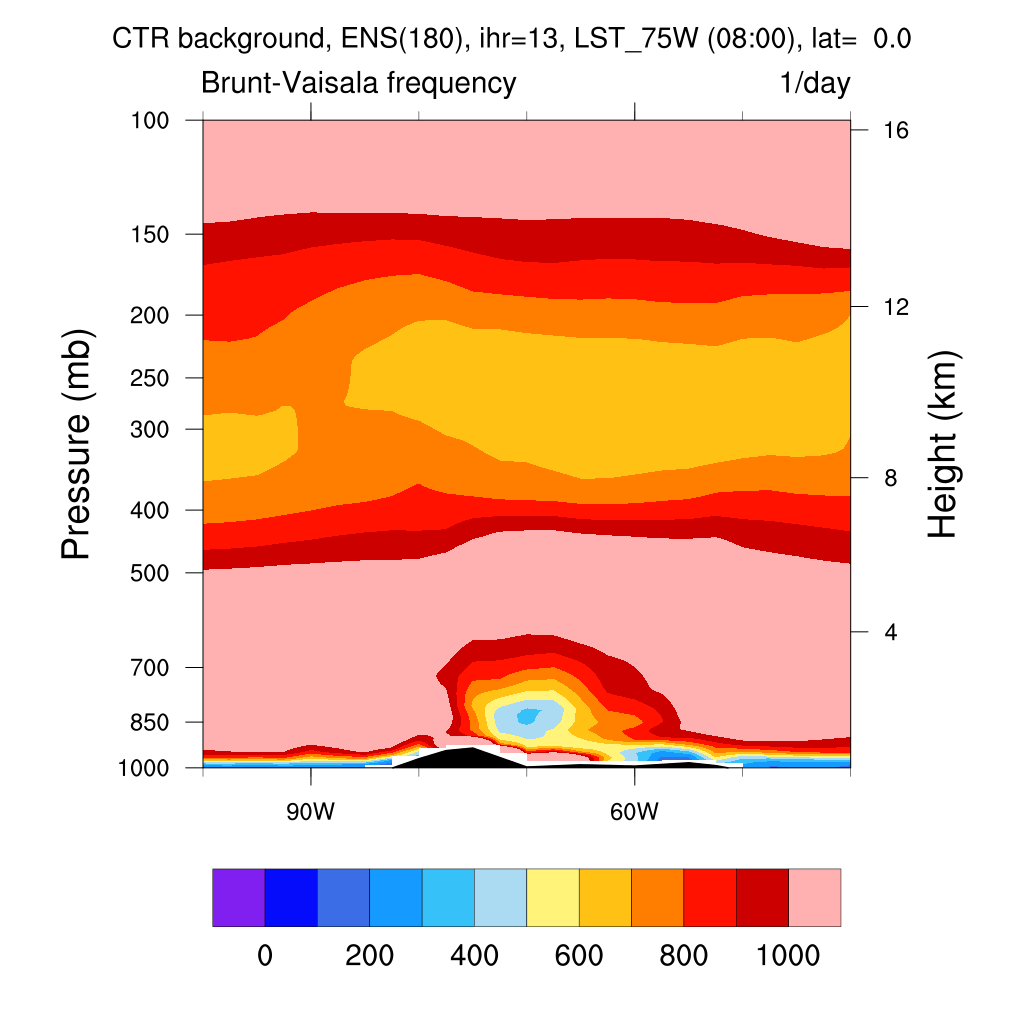 CTR background, ENS(180), ihr=13, LST_75W (08:00), lat=  0.0
Brunt-Vaisala frequency 1/day
100
150
200
250
300
400
500
700
850
1000
Pressure (mb)
16
12
8
4
Height (km)
90W 60W
0 200 400 600 800 1000